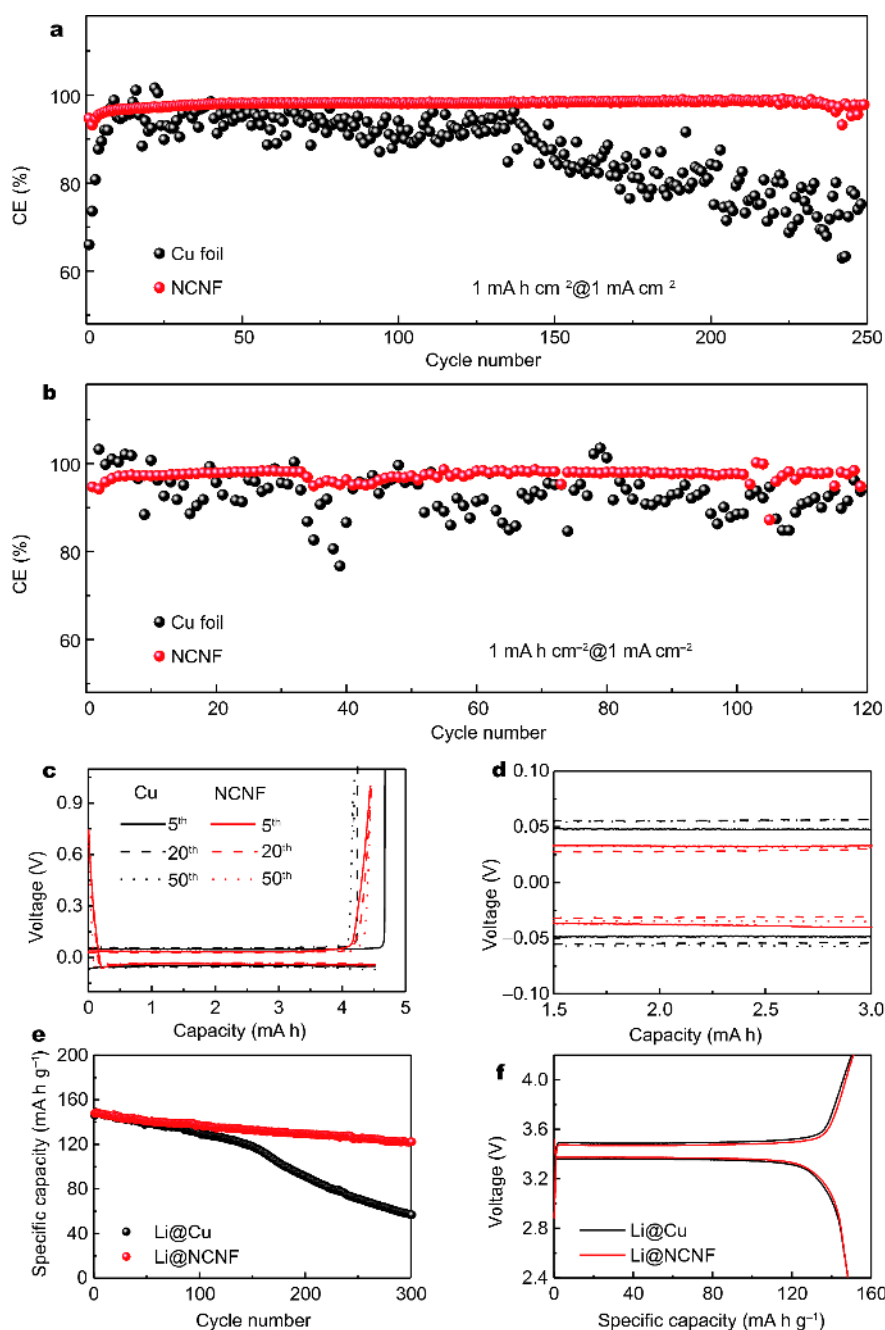 a
100
80
60
CE (%)
Cu foil
NCNF
1 mA h cm⁻²@1 mA cm⁻²
0 50 100 150 200 250
Cycle number
b
100
80
60
CE (%)
Cu foil
NCNF
1 mA h cm⁻²@1 mA cm⁻²
0 20 40 60 80 100 120
Cycle number
c
0.9
0.6
0.3
0.0
Voltage (V)
Cu NCNF
5th 5th
20th 20th
50th 50th
0 1 2 3 4 5
Capacity (mA h)
d
0.10
0.05
0.00
−0.05
−0.10
Voltage (V)
1.5 2.0 2.5 3.0
Capacity (mA h)
e
200
160
120
80
40
0
Specific capacity (mA h g⁻¹)
Li@Cu
Li@NCNF
0 100 200 300
Cycle number
f
4.0
3.6
3.2
2.8
2.4
Voltage (V)
Li@Cu
Li@NCNF
0 40 80 120 160
Specific capacity (mA h g⁻¹)